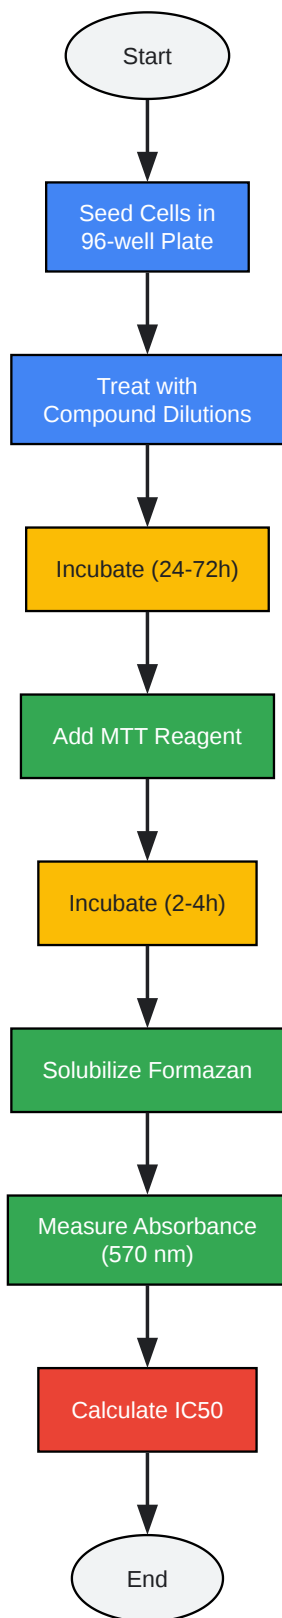 Start
Seed Cells in
96-well Plate
Treat with
Compound Dilutions
Incubate (24-72h)
Add MTT Reagent
Incubate (2-4h)
Solubilize Formazan
Measure Absorbance
(570 nm)
Calculate IC50
End